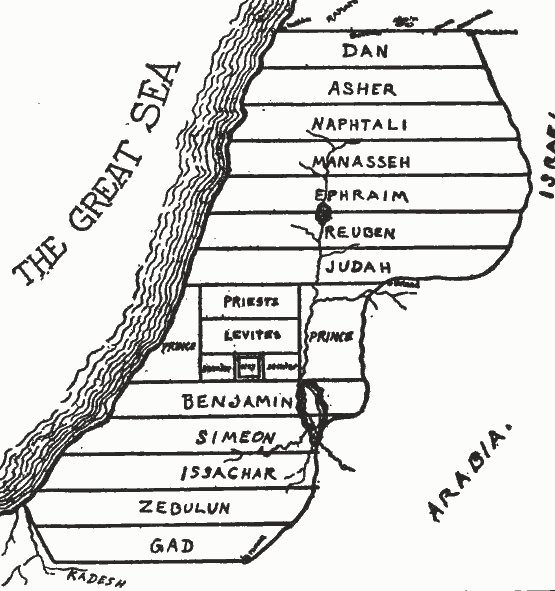 DAN
ASHER
THE GREAT SEA
NAPHTALI
MANASSEH
ISRAEL
EPHRAIM
REUBEN
JUDAH
PRIESTS
LEVITES
PRINCE
PRINCE
BENJAMIN
SIMEON
ISSACHAR
ARABIA.
ZEBULUN
GAD
KADESH